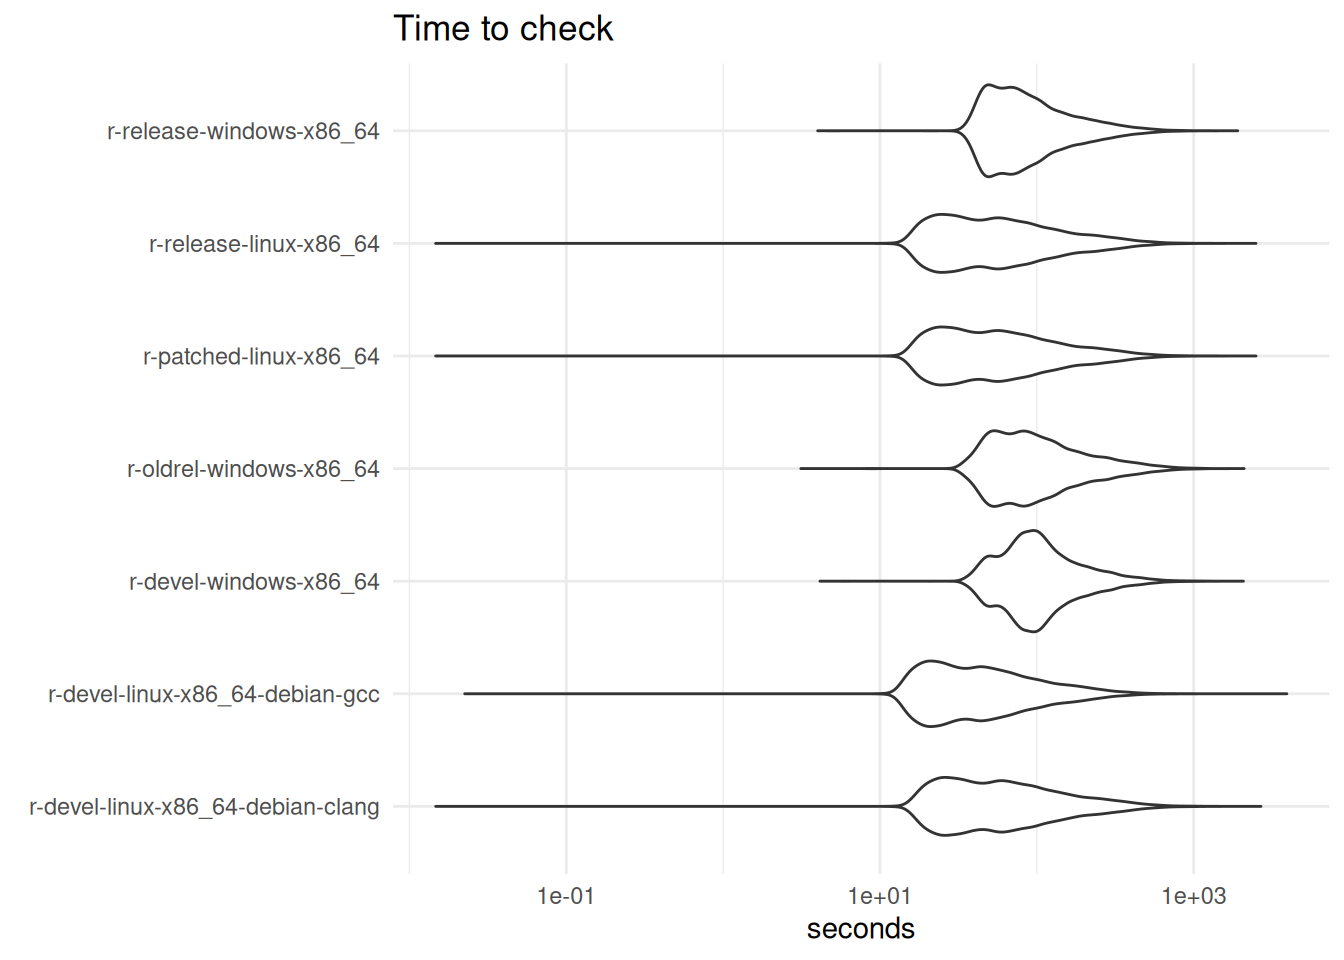 Time to check
r-release-windows-x86_64
r-release-linux-x86_64
r-patched-linux-x86_64
r-oldrel-windows-x86_64
r-devel-windows-x86_64
r-devel-linux-x86_64-debian-gcc
r-devel-linux-x86_64-debian-clang
1e-01 1e+01 1e+03
seconds